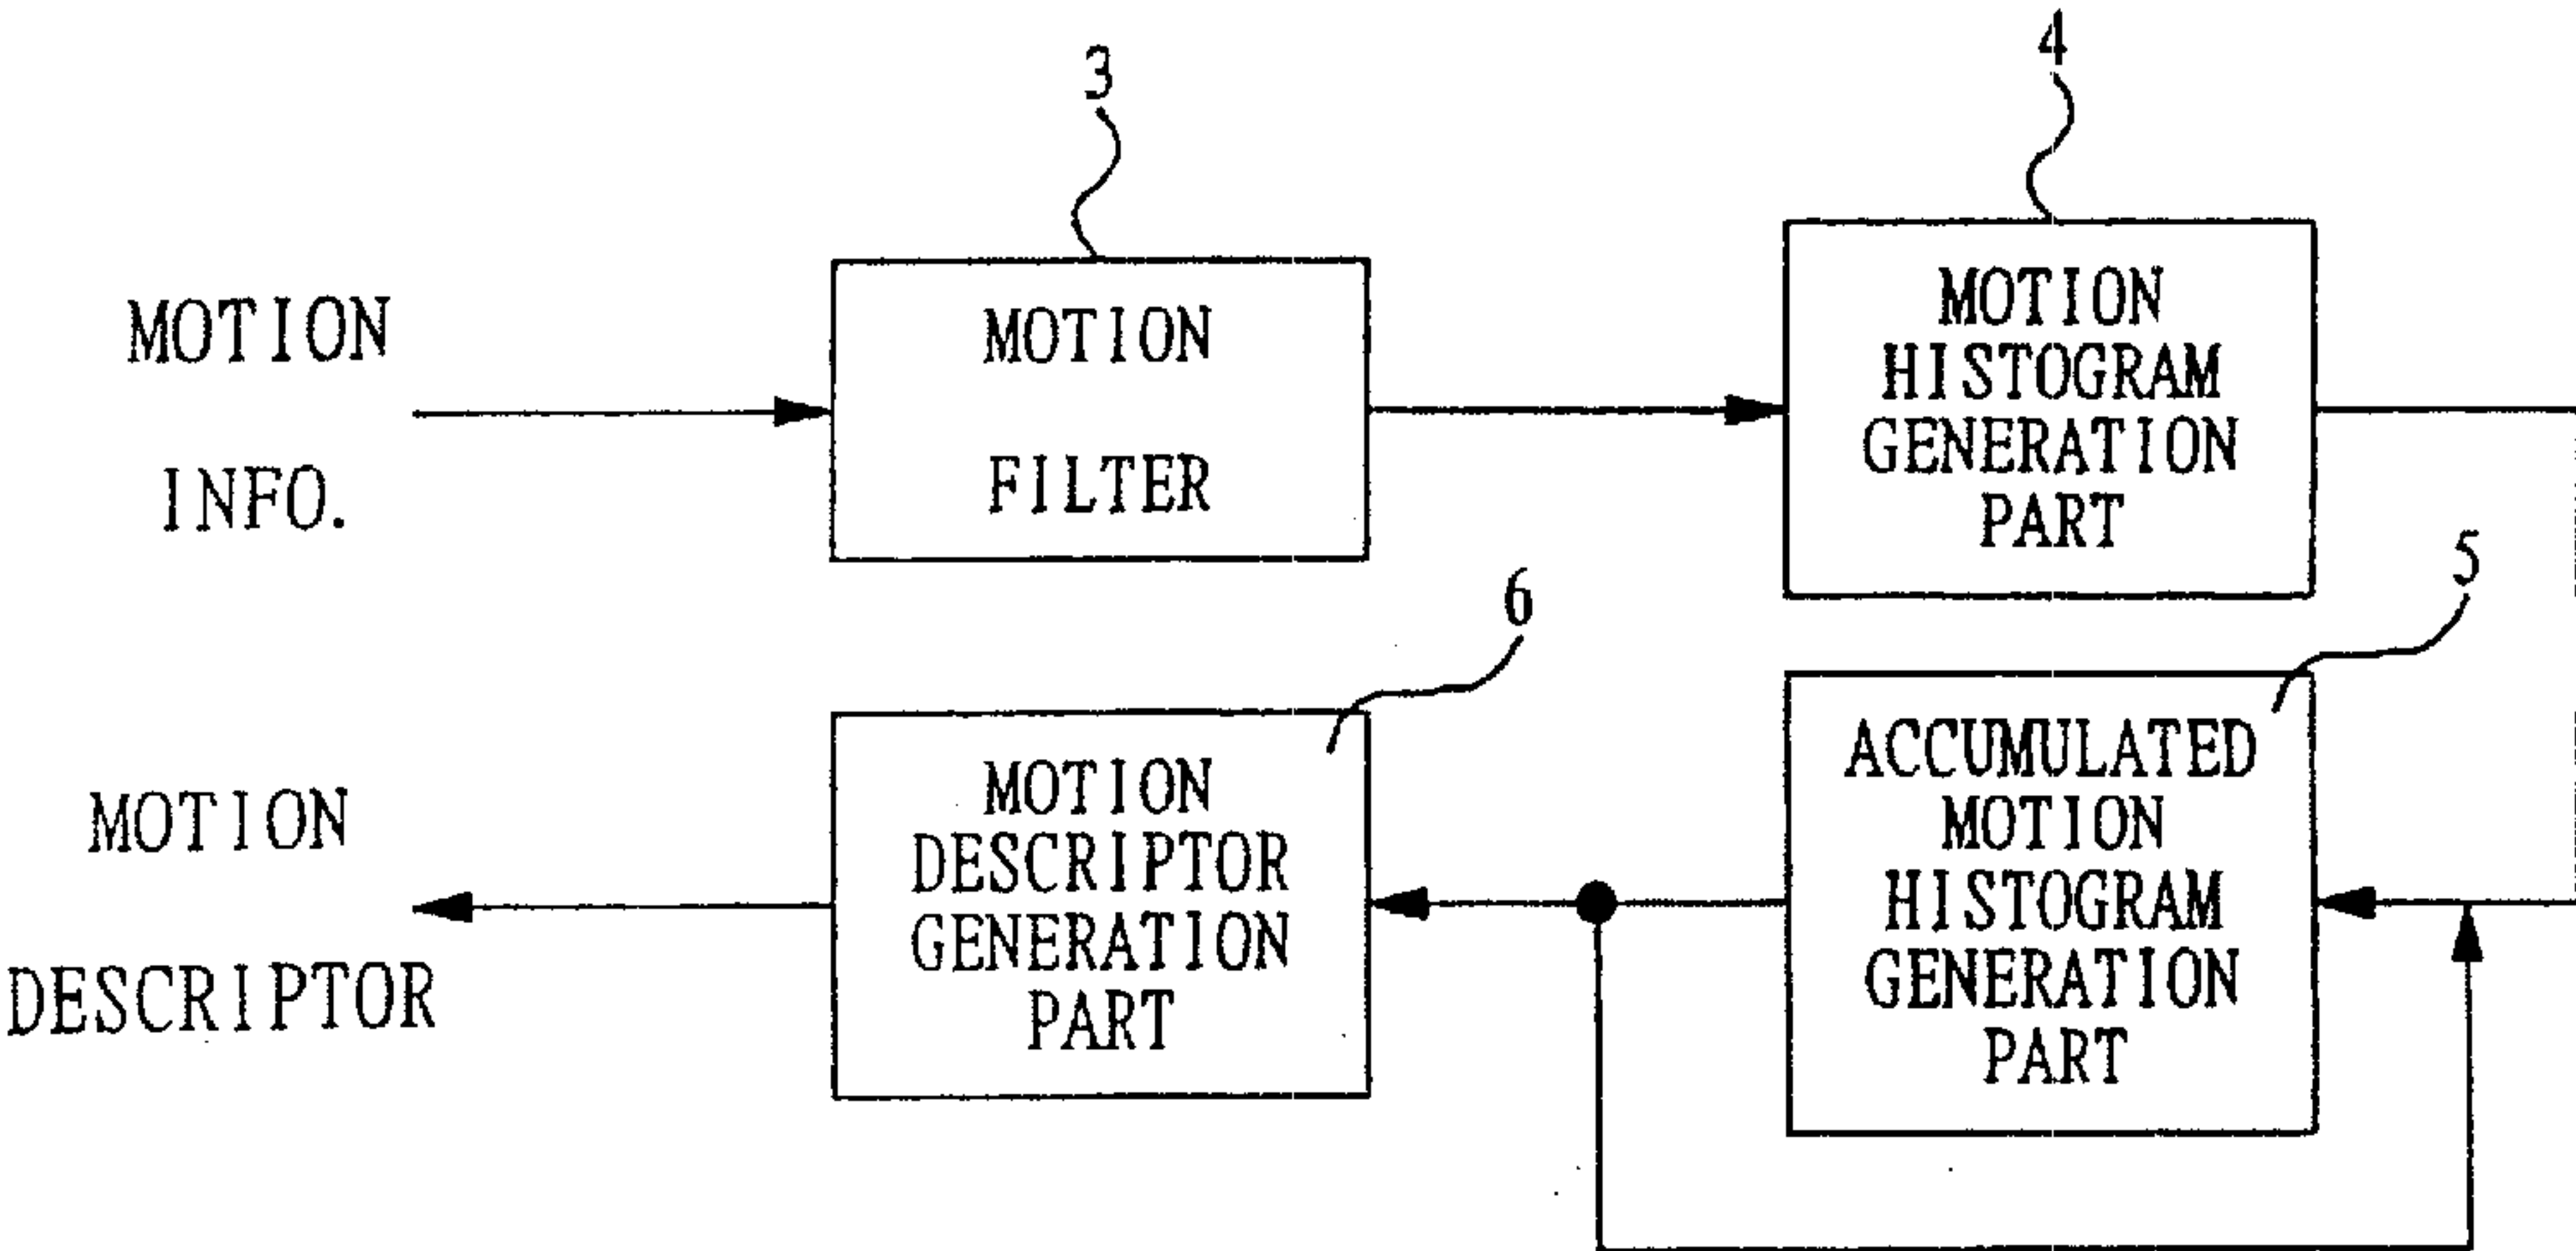 3
4
MOTION
INFO.
MOTION
FILTER
MOTION
HISTOGRAM
GENERATION
PART
5
6
ACCUMULATED
MOTION
HISTOGRAM
GENERATION
PART
MOTION
DESCRIPTOR
GENERATION
PART
MOTION
DESCRIPTOR